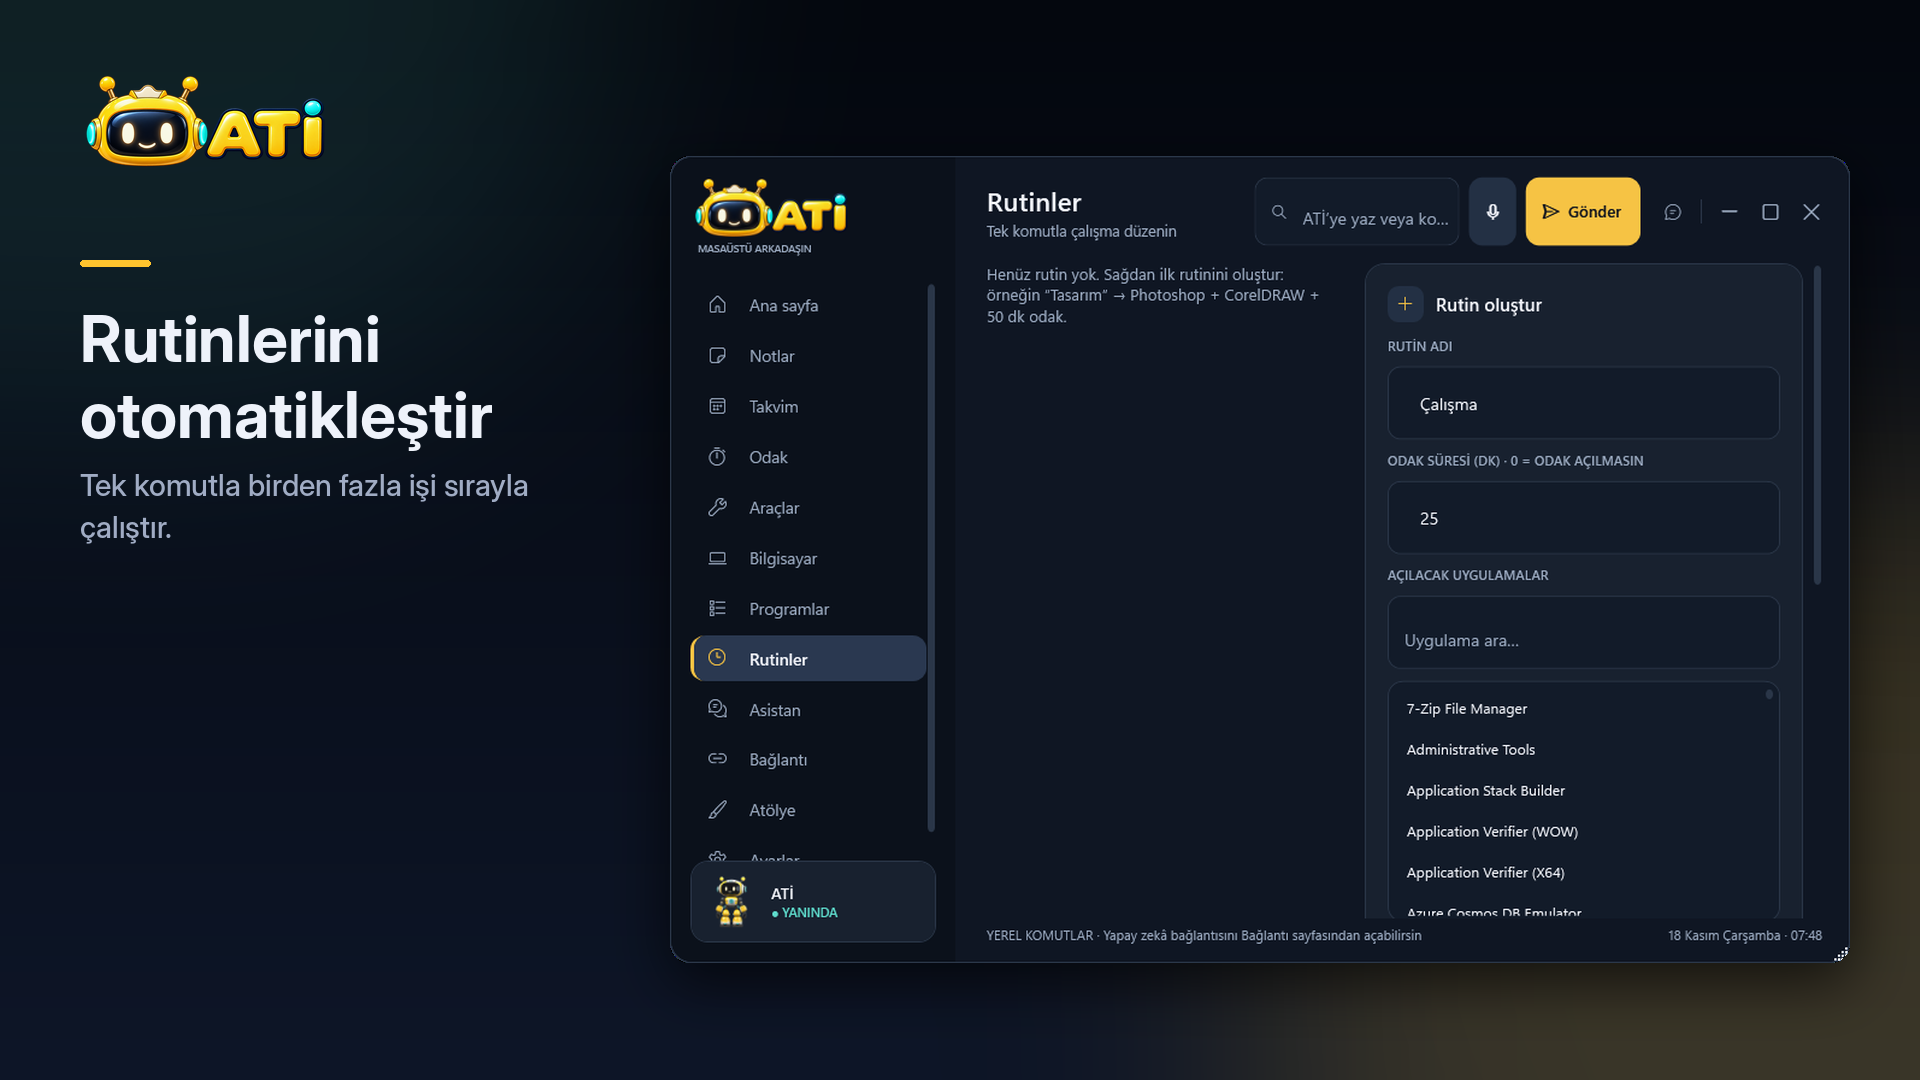 ATİ
Rutinlerini
otomatikleştir
Tek komutla birden fazla işi sırayla
çalıştır.
ATİ
MASAÜSTÜ ARKADAŞIN
Ana sayfa
Notlar
Takvim
Odak
Araçlar
Bilgisayar
Programlar
Rutinler
Asistan
Bağlantı
Atölye
Ayarlar
ATİ
● YANINDA
Rutinler
Tek komutla çalışma düzenin
ATİ'ye yaz veya ko...
Gönder
Henüz rutin yok. Sağdan ilk rutinini oluştur:
örneğin "Tasarım" → Photoshop + CorelDRAW +
50 dk odak.
Rutin oluştur
RUTİN ADI
Çalışma
ODAK SÜRESİ (DK) · 0 = ODAK AÇILMASIN
25
AÇILACAK UYGULAMALAR
Uygulama ara...
7-Zip File Manager
Administrative Tools
Application Stack Builder
Application Verifier (WOW)
Application Verifier (X64)
Azure Cosmos DB Emulator
YEREL KOMUTLAR · Yapay zekâ bağlantısını Bağlantı sayfasından açabilirsin
18 Kasım Çarşamba · 07:48